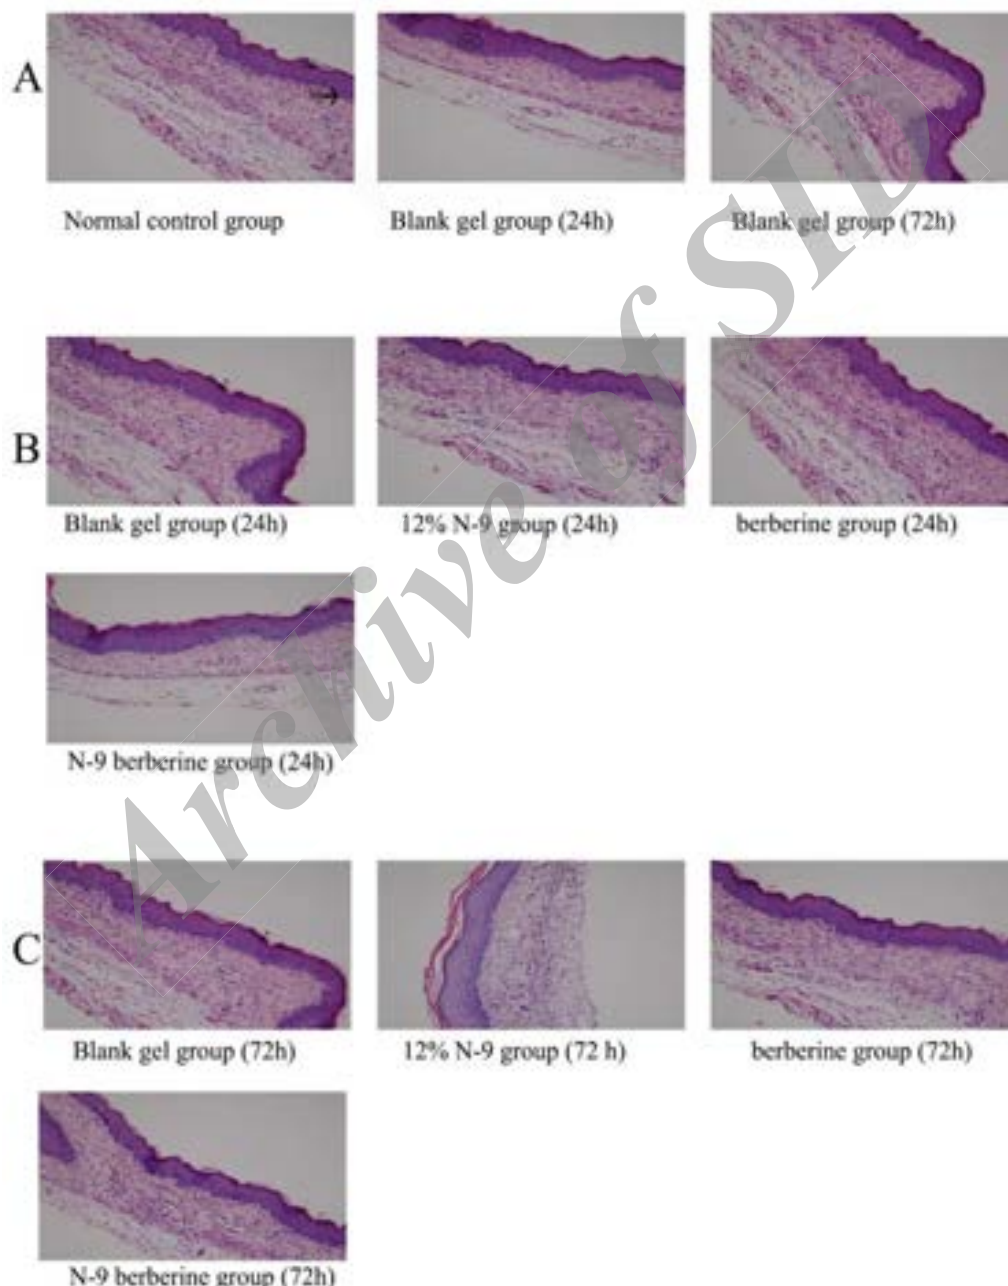 A
Normal control group
Blank gel group (24h)
Blank gel group (72h)
B
Blank gel group (24h)
12% N-9 group (24h)
berberine group (24h)
N-9 berberine group (24h)
C
Blank gel group (72h)
12% N-9 group (72 h)
berberine group (72h)
N-9 berberine group (72h)
Archive of SID